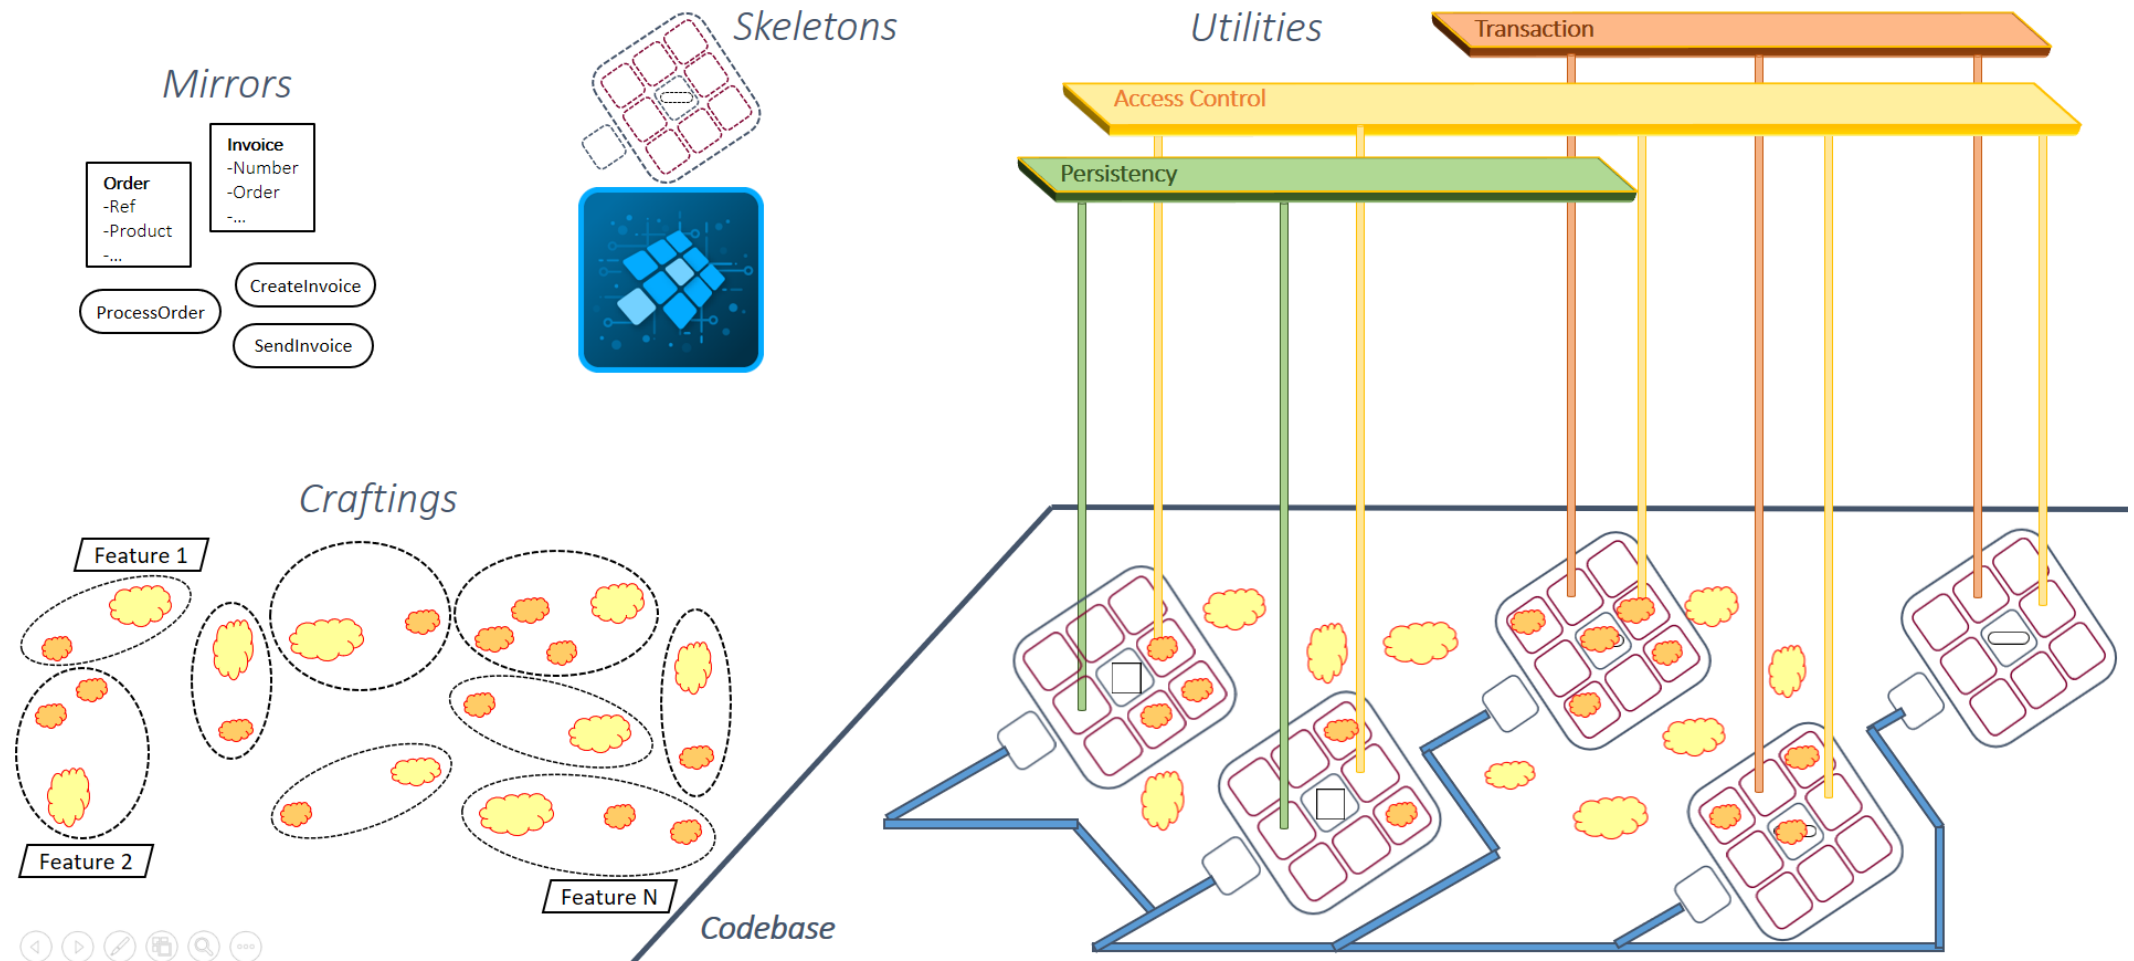 Skeletons
Utilities
Transaction
Mirrors
Access Control
Invoice
-Number
-Order
-...
Order
-Ref
-Product
-...
Persistency
CreateInvoice
ProcessOrder
SendInvoice
Craftings
Feature 1
Feature 2
Feature N
Codebase